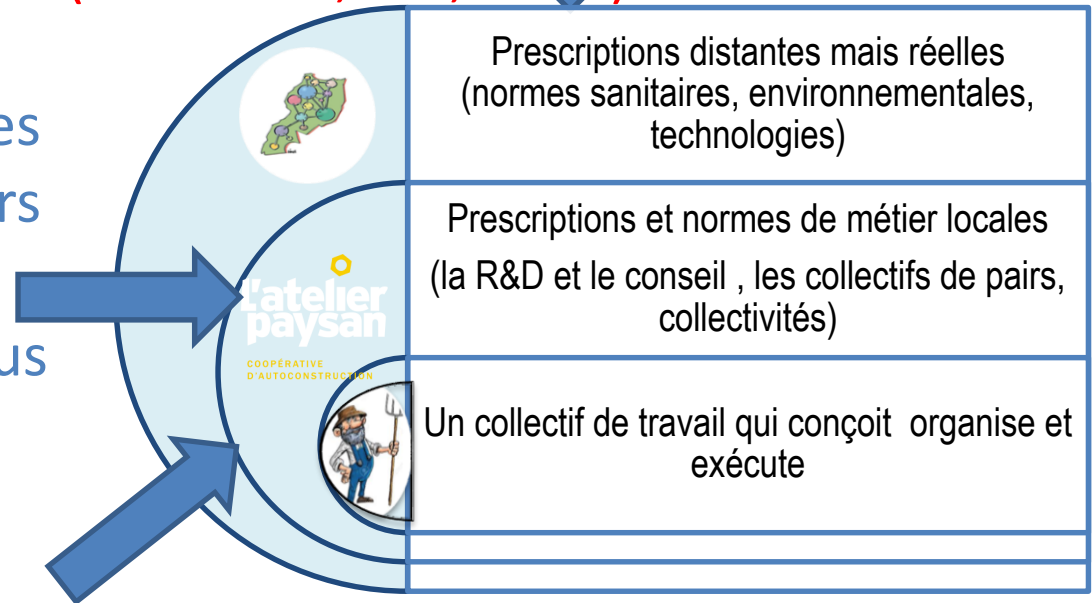 es
rs
us
Prescriptions distantes mais réelles
(normes sanitaires, environnementales,
technologies)
Prescriptions et normes de métier locales
(la R&D et le conseil , les collectifs de pairs,
collectivités)
l'atelier
paysan
COOPÉRATIVE
D'AUTOCONSTRUCTION
Un collectif de travail qui conçoit organise et
exécute